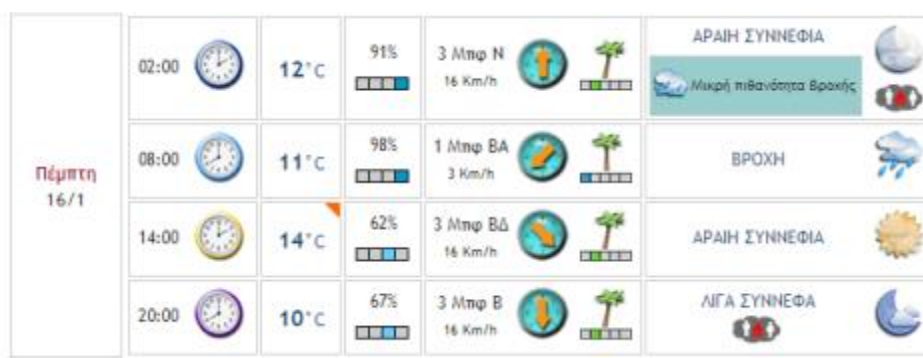 Πέμπτη
16/1
02:00 12°C 91% 3 Μπφ Ν
16 Km/h
ΑΡΑΙΗ ΣΥΝΝΕΦΙΑ
Μικρή πιθανότητα Βροχής
08:00 11°C 98% 1 Μπφ ΒΑ
3 Km/h
ΒΡΟΧΗ
14:00 14°C 62% 3 Μπφ ΒΔ
16 Km/h
ΑΡΑΙΗ ΣΥΝΝΕΦΙΑ
20:00 10°C 67% 3 Μπφ Β
16 Km/h
ΛΙΓΑ ΣΥΝΝΕΦΑ